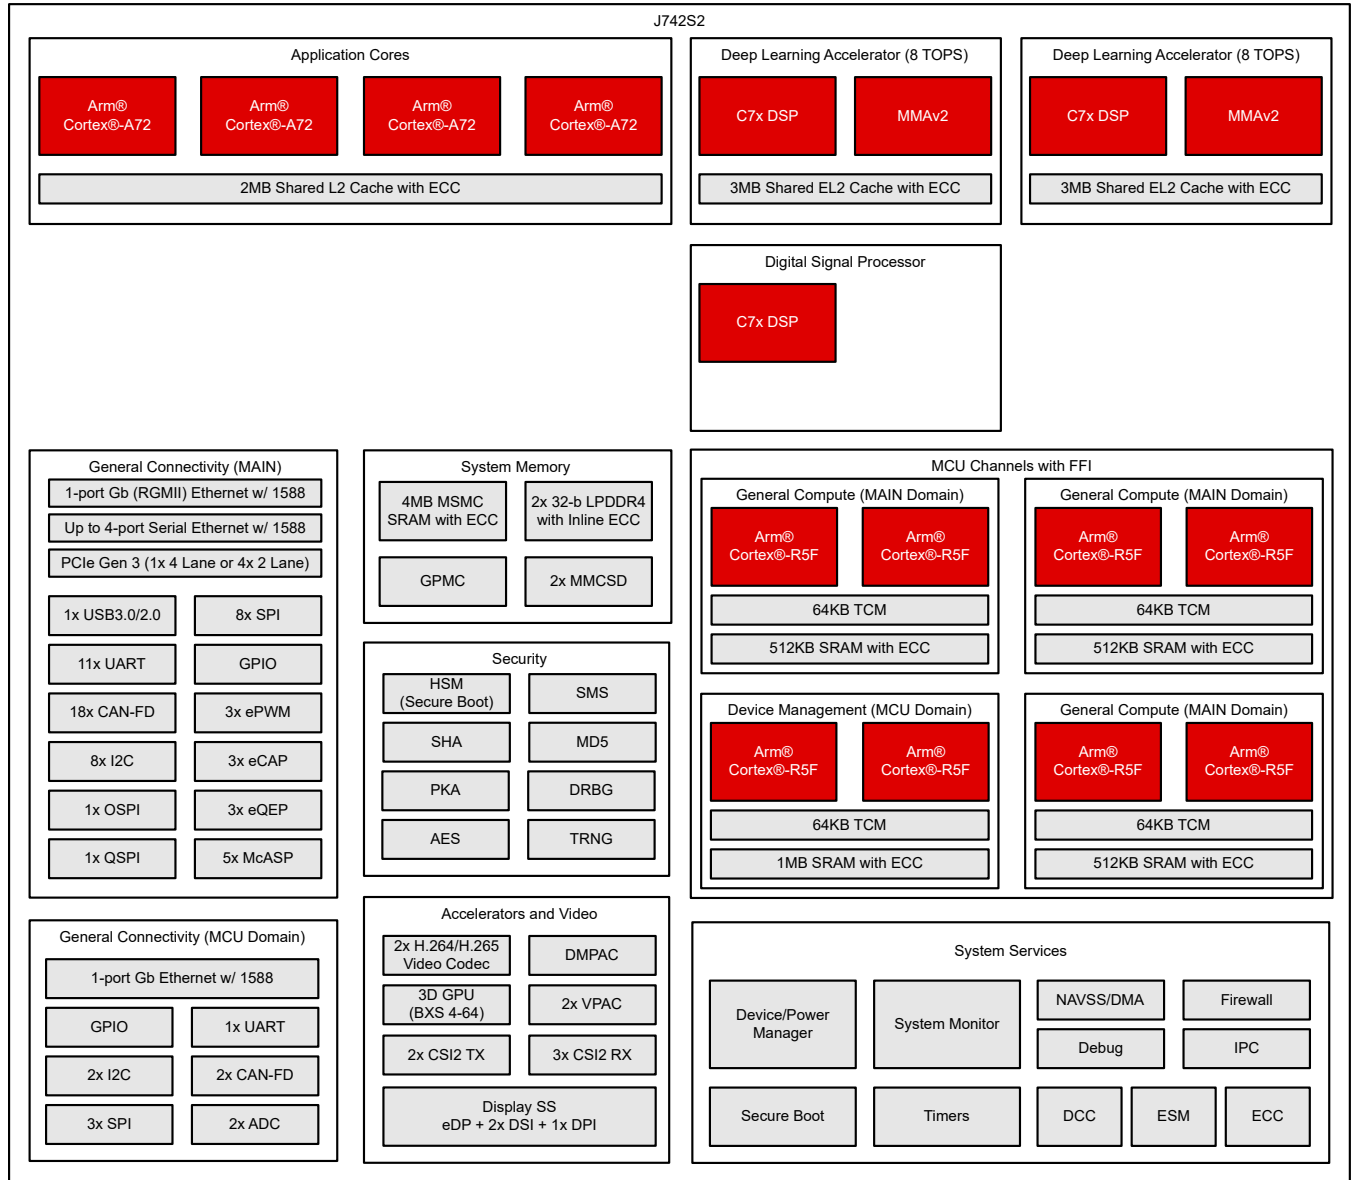 J742S2
Application Cores
Arm®
Cortex®-A72
Arm®
Cortex®-A72
Arm®
Cortex®-A72
Arm®
Cortex®-A72
2MB Shared L2 Cache with ECC
Deep Learning Accelerator (8 TOPS)
C7x DSP
MMAv2
3MB Shared EL2 Cache with ECC
Deep Learning Accelerator (8 TOPS)
C7x DSP
MMAv2
3MB Shared EL2 Cache with ECC
Digital Signal Processor
C7x DSP
General Connectivity (MAIN)
1-port Gb (RGMII) Ethernet w/ 1588
Up to 4-port Serial Ethernet w/ 1588
PCIe Gen 3 (1x 4 Lane or 4x 2 Lane)
1x USB3.0/2.0
8x SPI
11x UART
GPIO
18x CAN-FD
3x ePWM
8x I2C
3x eCAP
1x OSPI
3x eQEP
1x QSPI
5x McASP
System Memory
4MB MSMC
SRAM with ECC
2x 32-b LPDDR4
with Inline ECC
GPMC
2x MMCSD
Security
HSM
(Secure Boot)
SMS
SHA
MD5
PKA
DRBG
AES
TRNG
MCU Channels with FFI
General Compute (MAIN Domain)
Arm®
Cortex®-R5F
Arm®
Cortex®-R5F
64KB TCM
512KB SRAM with ECC
General Compute (MAIN Domain)
Arm®
Cortex®-R5F
Arm®
Cortex®-R5F
64KB TCM
512KB SRAM with ECC
Device Management (MCU Domain)
Arm®
Cortex®-R5F
Arm®
Cortex®-R5F
64KB TCM
1MB SRAM with ECC
General Compute (MAIN Domain)
Arm®
Cortex®-R5F
Arm®
Cortex®-R5F
64KB TCM
512KB SRAM with ECC
General Connectivity (MCU Domain)
1-port Gb Ethernet w/ 1588
GPIO
1x UART
2x I2C
2x CAN-FD
3x SPI
2x ADC
Accelerators and Video
2x H.264/H.265
Video Codec
DMPAC
3D GPU
(BXS 4-64)
2x VPAC
2x CSI2 TX
3x CSI2 RX
Display SS
eDP + 2x DSI + 1x DPI
System Services
Device/Power
Manager
System Monitor
NAVSS/DMA
Firewall
Debug
IPC
Secure Boot
Timers
DCC
ESM
ECC